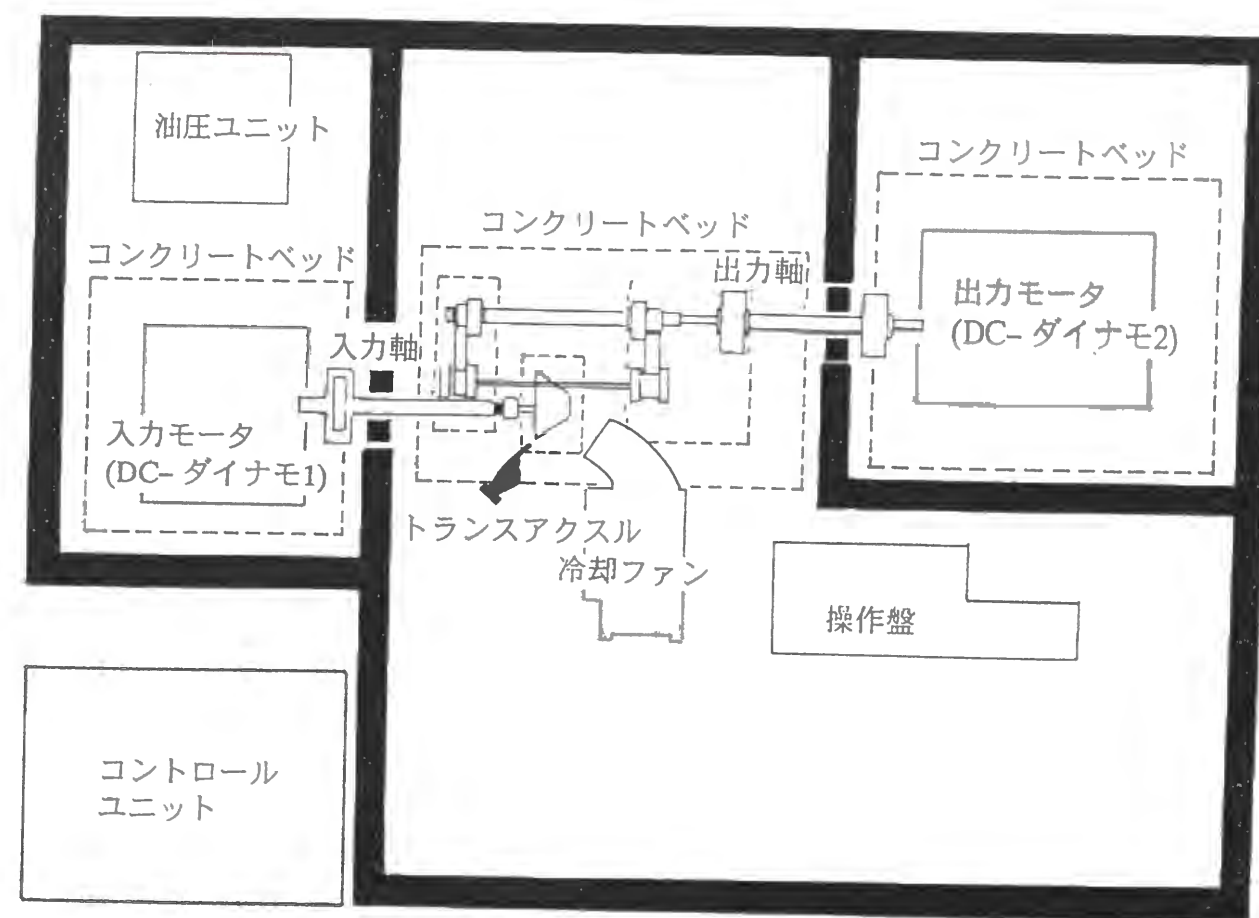 油圧ユニット
コンクリートベッド
コンクリートベッド
コンクリートベッド
出力軸
出力モータ
(DC- ダイナモ2)
入力軸
入力モータ
(DC- ダイナモ1)
トランスアクスル
冷却ファン
操作盤
コントロール
ユニット